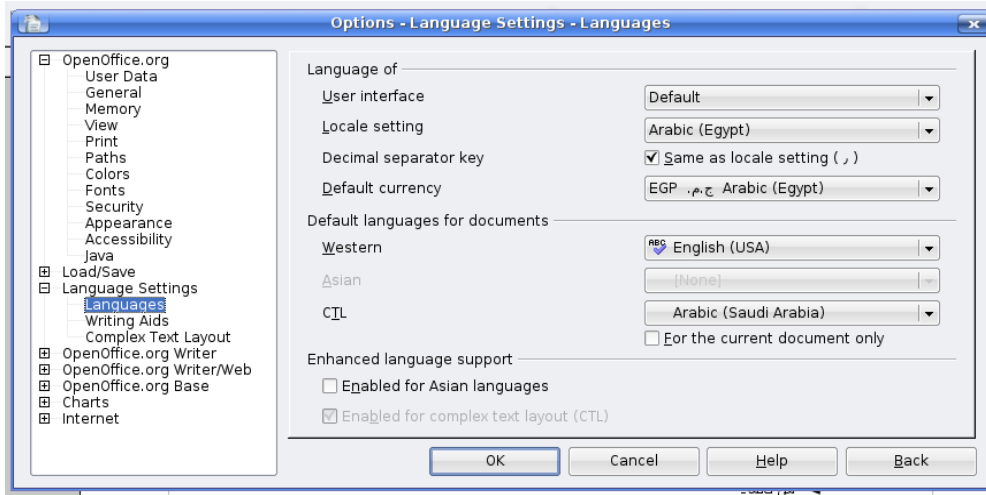 Options - Language Settings - Languages
OpenOffice.org
User Data
General
Memory
View
Print
Paths
Colors
Fonts
Security
Appearance
Accessibility
Java
Load/Save
Language Settings
Languages
Writing Aids
Complex Text Layout
OpenOffice.org Writer
OpenOffice.org Writer/Web
OpenOffice.org Base
Charts
Internet
Language of
User interface Default
Locale setting Arabic (Egypt)
Decimal separator key Same as locale setting (٫ )
Default currency EGP ج.م. Arabic (Egypt)
Default languages for documents
Western ABC English (USA)
Asian [None]
CTL Arabic (Saudi Arabia)
For the current document only
Enhanced language support
Enabled for Asian languages
Enabled for complex text layout (CTL)
OK Cancel Help Back